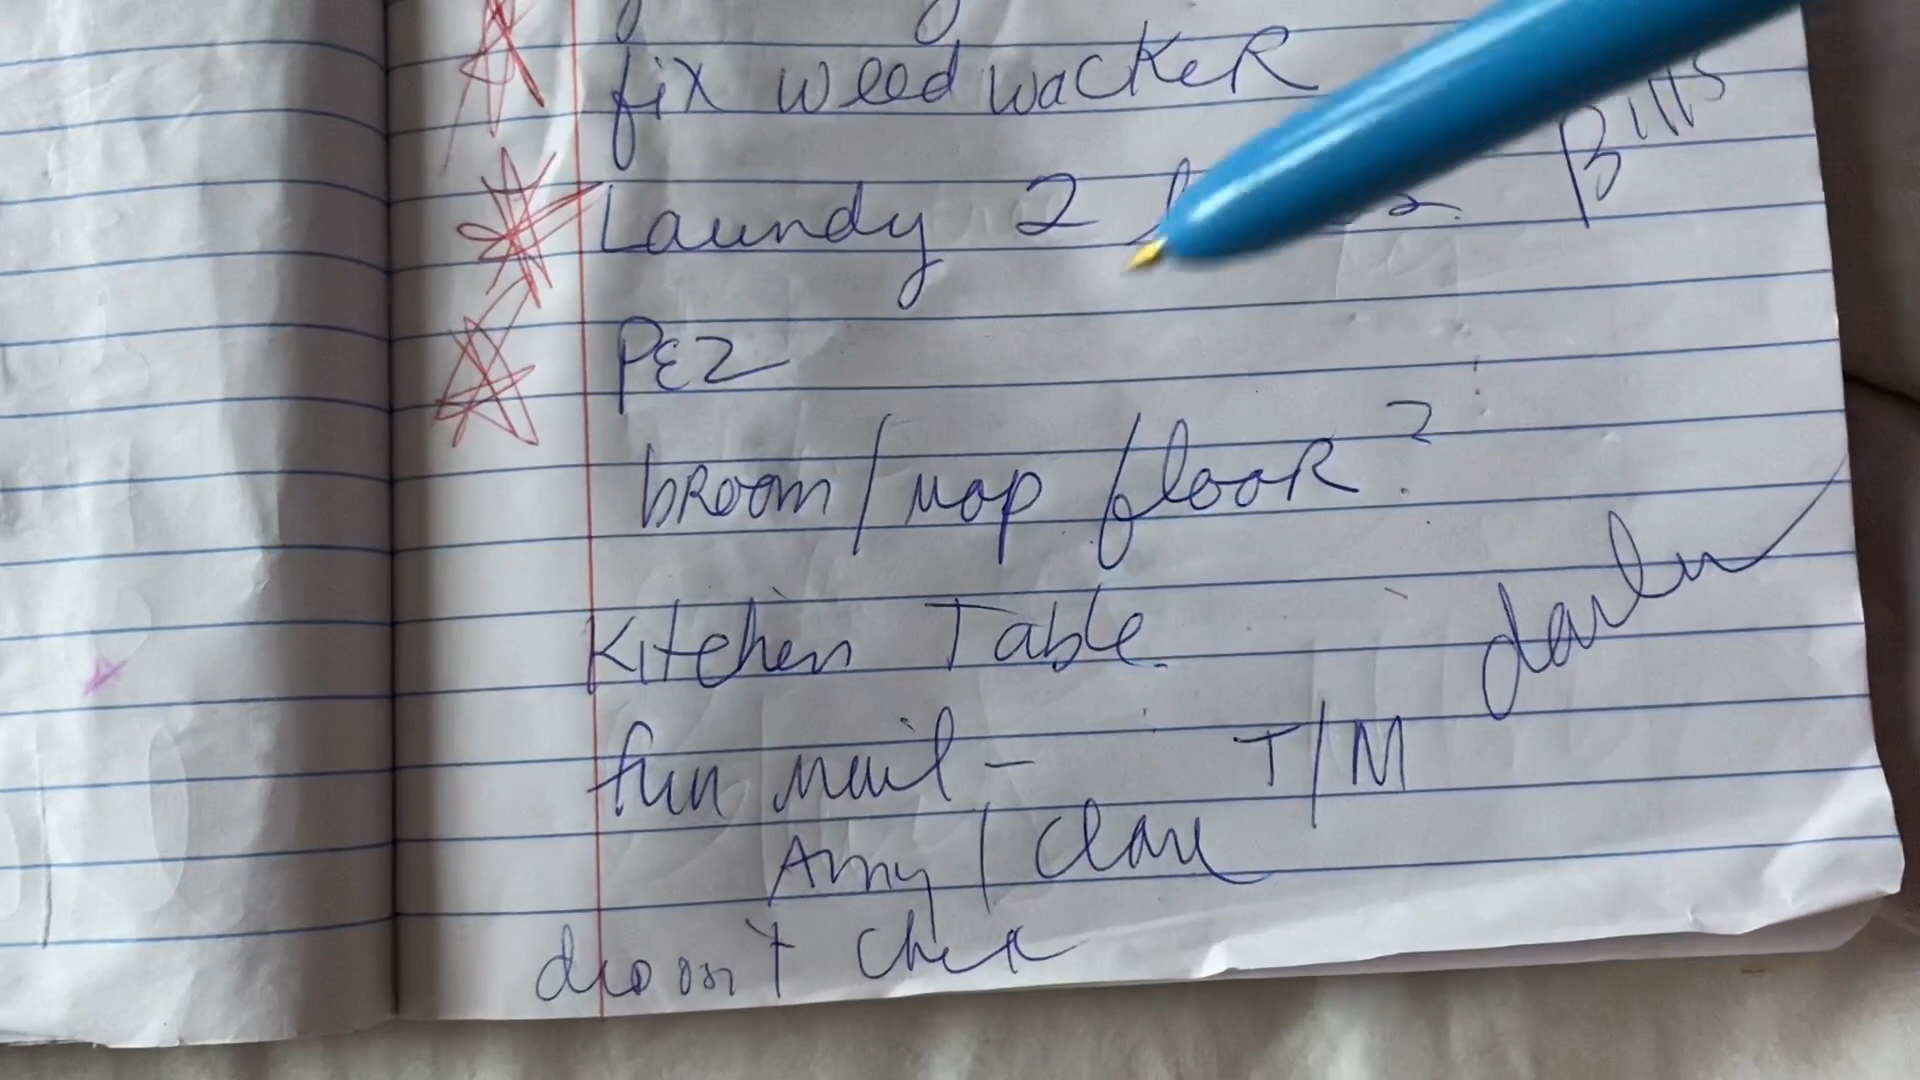 fix weed wacker
Bills
Laundy 2
PEZ
bRoom/mop flooR?
Kitchen Table.
fun mail - T/M
Amy / Clare